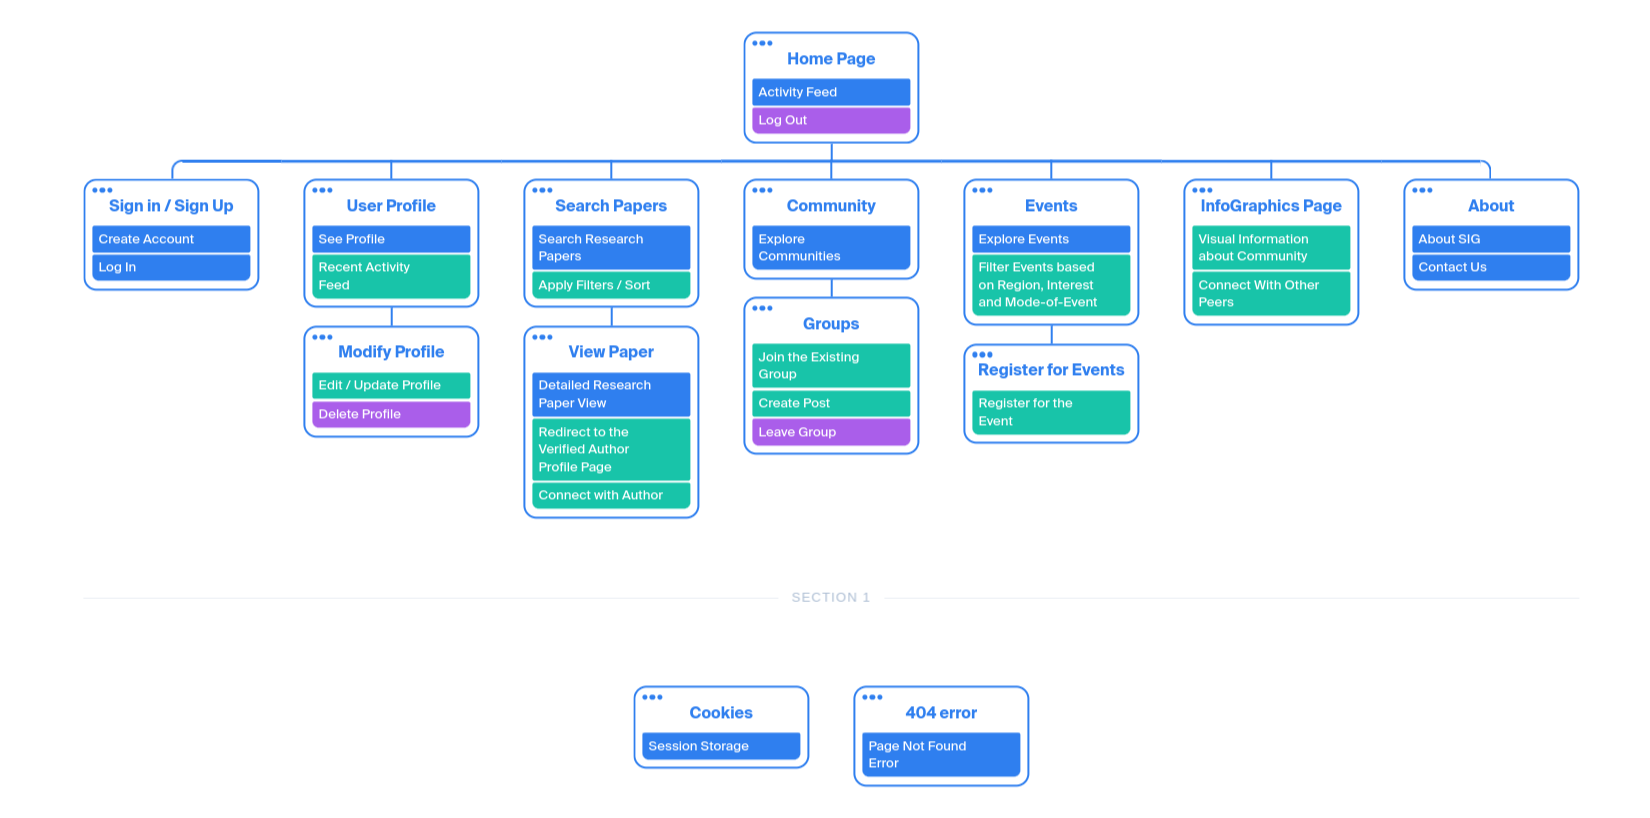 Home Page
Activity Feed
Log Out
Sign in / Sign Up
Create Account
Log In
User Profile
See Profile
Recent Activity
Feed
Modify Profile
Edit / Update Profile
Delete Profile
Search Papers
Search Research
Papers
Apply Filters / Sort
View Paper
Detailed Research
Paper View
Redirect to the
Verified Author
Profile Page
Connect with Author
Community
Explore
Communities
Groups
Join the Existing
Group
Create Post
Leave Group
Events
Explore Events
Filter Events based
on Region, Interest
and Mode-of-Event
Register for Events
Register for the
Event
InfoGraphics Page
Visual Information
about Community
Connect With Other
Peers
About
About SIG
Contact Us
SECTION 1
Cookies
Session Storage
404 error
Page Not Found
Error